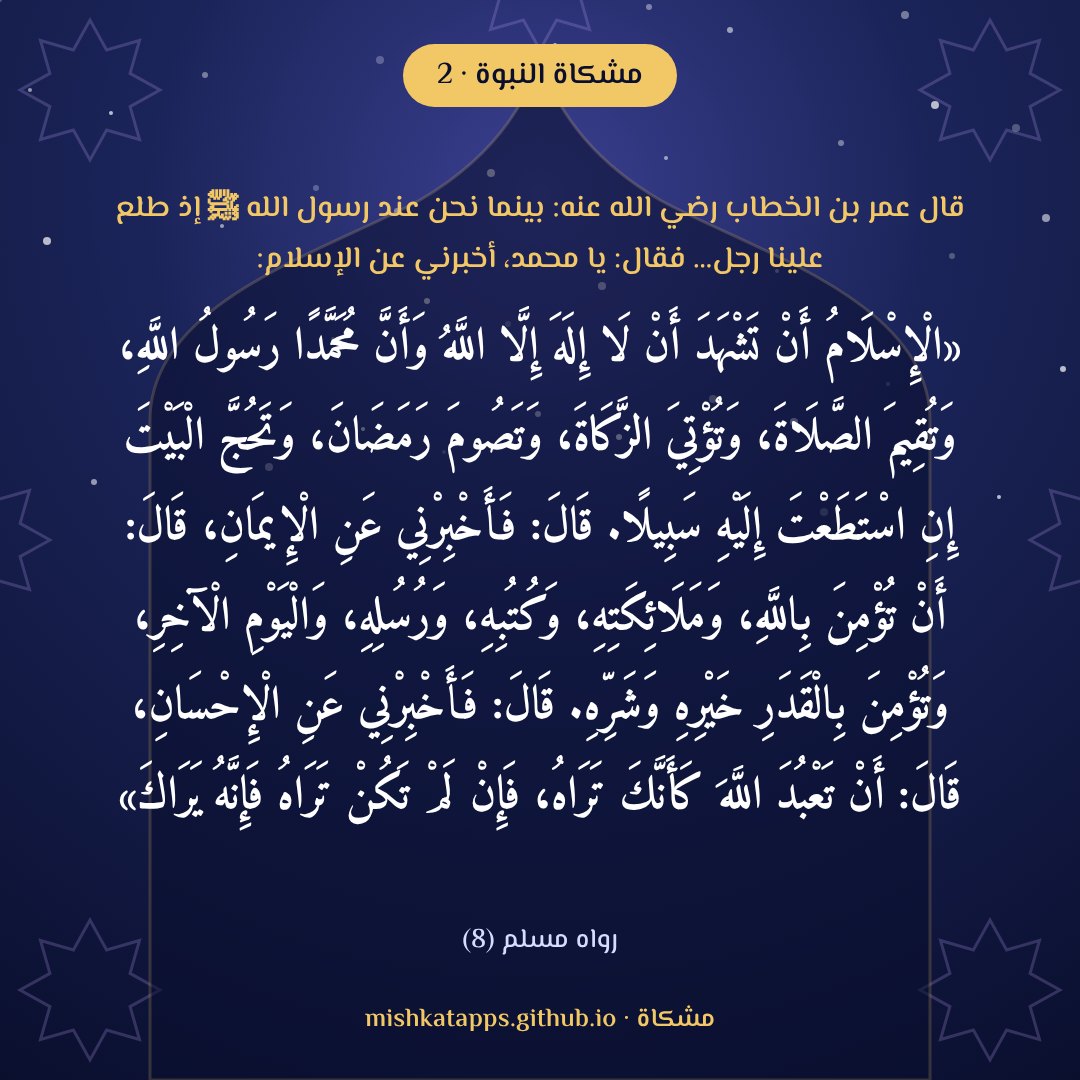 مشكاة النبوة · 2
قال عمر بن الخطاب رضي الله عنه: بينما نحن عند رسول الله ﷺ إذ طلع
علينا رجل... فقال: يا محمد، أخبرني عن الإسلام:
«الْإِسْلَامُ أَنْ تَشْهَدَ أَنْ لَا إِلَهَ إِلَّا اللَّهُ وَأَنَّ مُحَمَّدًا رَسُولُ اللَّهِ،
وَتُقِيمَ الصَّلَاةَ، وَتُؤْتِيَ الزَّكَاةَ، وَتَصُومَ رَمَضَانَ، وَتَحُجَّ الْبَيْتَ
إِنِ اسْتَطَعْتَ إِلَيْهِ سَبِيلًا. قَالَ: فَأَخْبِرْنِي عَنِ الْإِيمَانِ، قَالَ:
أَنْ تُؤْمِنَ بِاللَّهِ، وَمَلَائِكَتِهِ، وَكُتُبِهِ، وَرُسُلِهِ، وَالْيَوْمِ الْآخِرِ،
وَتُؤْمِنَ بِالْقَدَرِ خَيْرِهِ وَشَرِّهِ. قَالَ: فَأَخْبِرْنِي عَنِ الْإِحْسَانِ،
قَالَ: أَنْ تَعْبُدَ اللَّهَ كَأَنَّكَ تَرَاهُ، فَإِنْ لَمْ تَكُنْ تَرَاهُ فَإِنَّهُ يَرَاكَ»
رواه مسلم (8)
مشكاة · mishkatapps.github.io